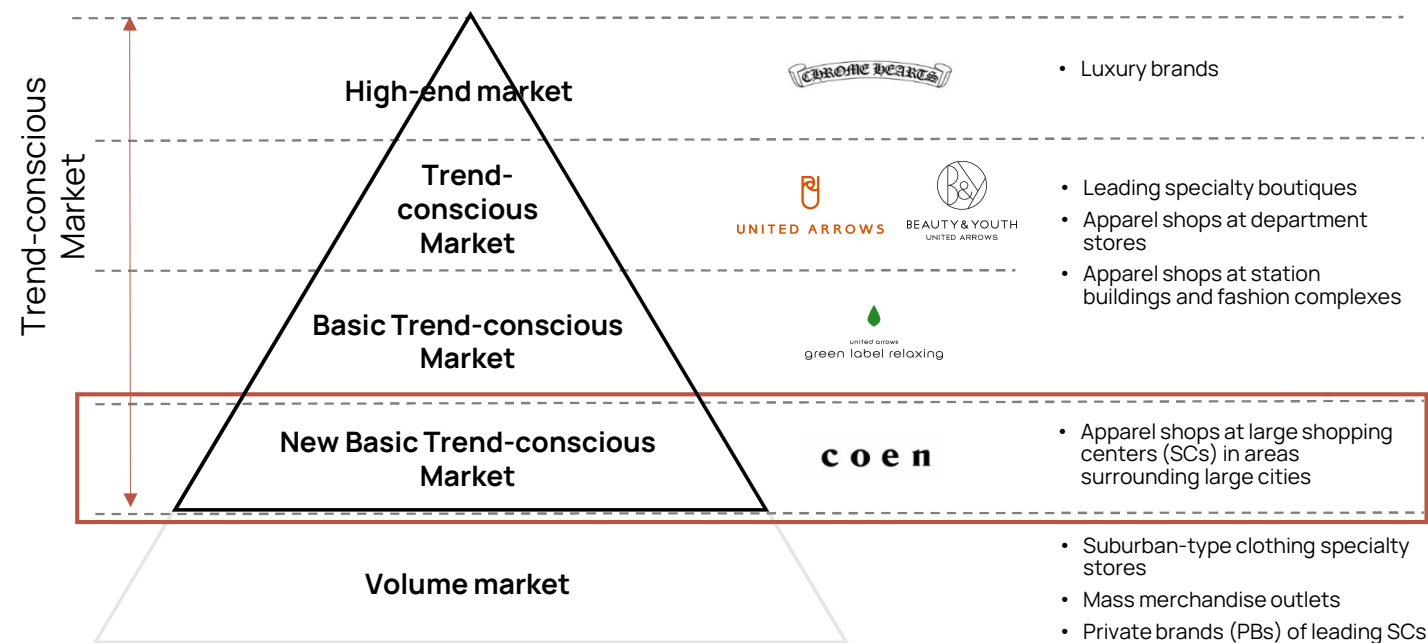 Trend-conscious
Market
High-end market
CHROME HEARTS
• Luxury brands
Trend-
conscious
Market
UNITED ARROWS
B&Y
BEAUTY&YOUTH
UNITED ARROWS
• Leading specialty boutiques
• Apparel shops at department
stores
• Apparel shops at station
buildings and fashion complexes
Basic Trend-conscious
Market
united arrows
green label relaxing
New Basic Trend-conscious
Market
coen
• Apparel shops at large shopping
centers (SCs) in areas
surrounding large cities
Volume market
• Suburban-type clothing specialty
stores
• Mass merchandise outlets
• Private brands (PBs) of leading SCs